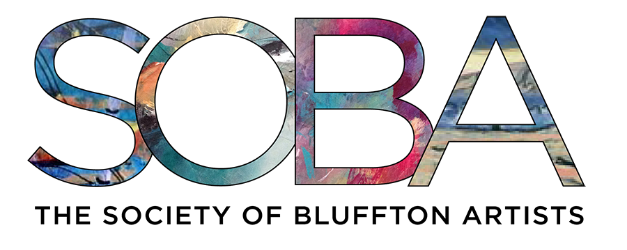 SOBA
THE SOCIETY OF BLUFFTON ARTISTS